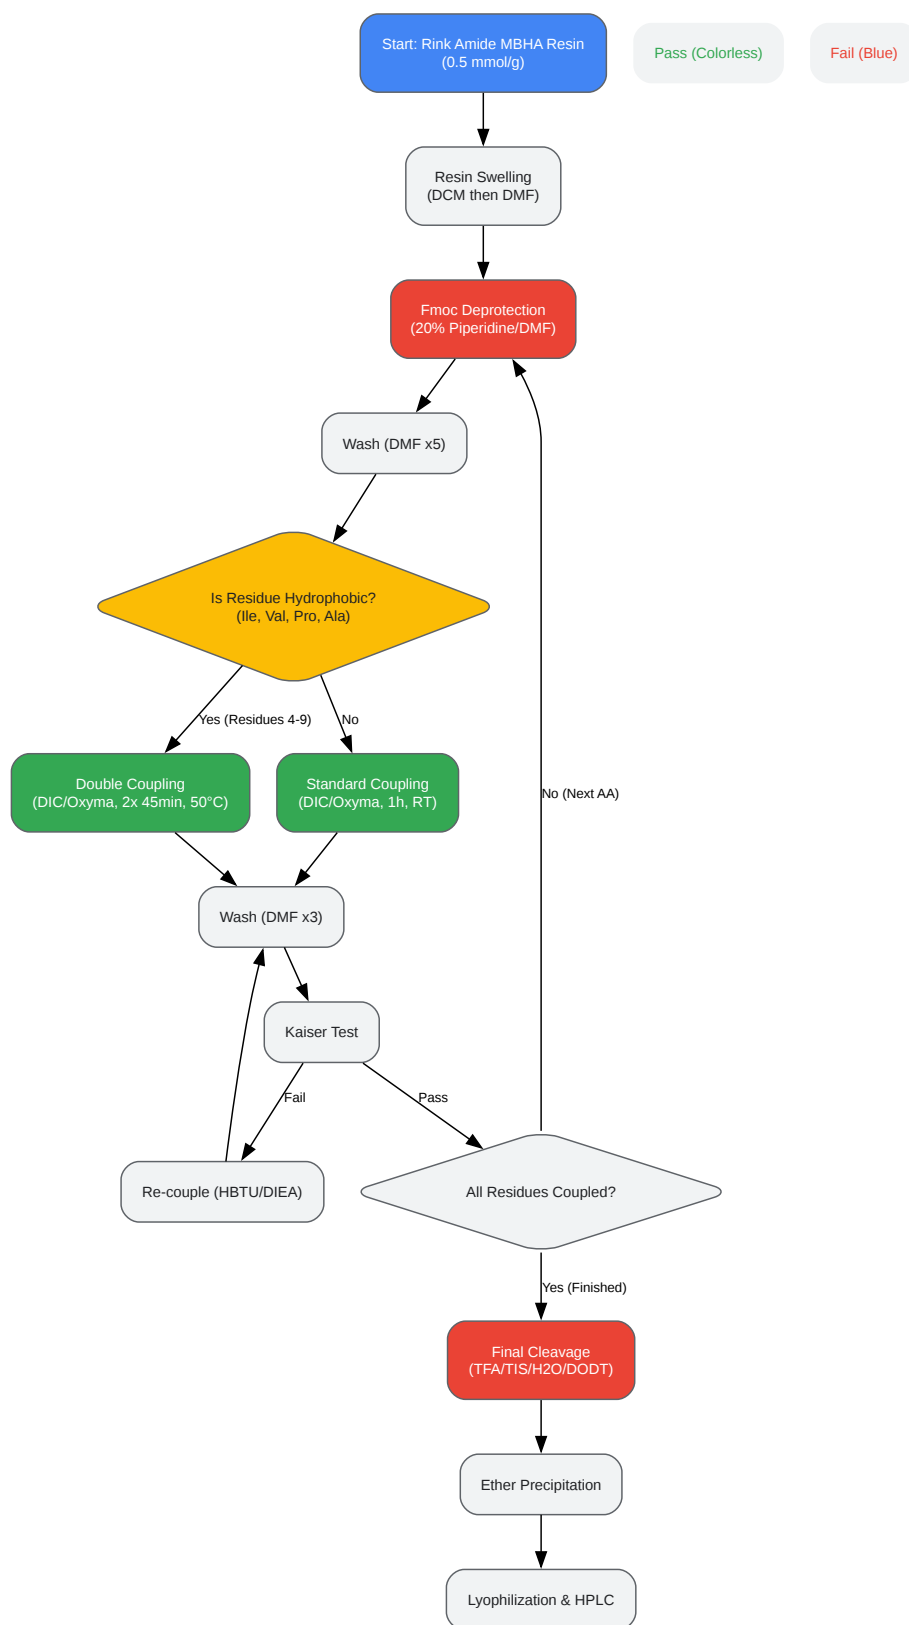 Start: Rink Amide MBHA Resin
(0.5 mmol/g)
Pass (Colorless)
Fail (Blue)
Resin Swelling
(DCM then DMF)
Fmoc Deprotection
(20% Piperidine/DMF)
Wash (DMF x5)
Is Residue Hydrophobic?
(Ile, Val, Pro, Ala)
Yes (Residues 4-9)
No
Double Coupling
(DIC/Oxyma, 2x 45min, 50°C)
Standard Coupling
(DIC/Oxyma, 1h, RT)
No (Next AA)
Wash (DMF x3)
Kaiser Test
Fail
Pass
Re-couple (HBTU/DIEA)
All Residues Coupled?
Yes (Finished)
Final Cleavage
(TFA/TIS/H2O/DODT)
Ether Precipitation
Lyophilization & HPLC